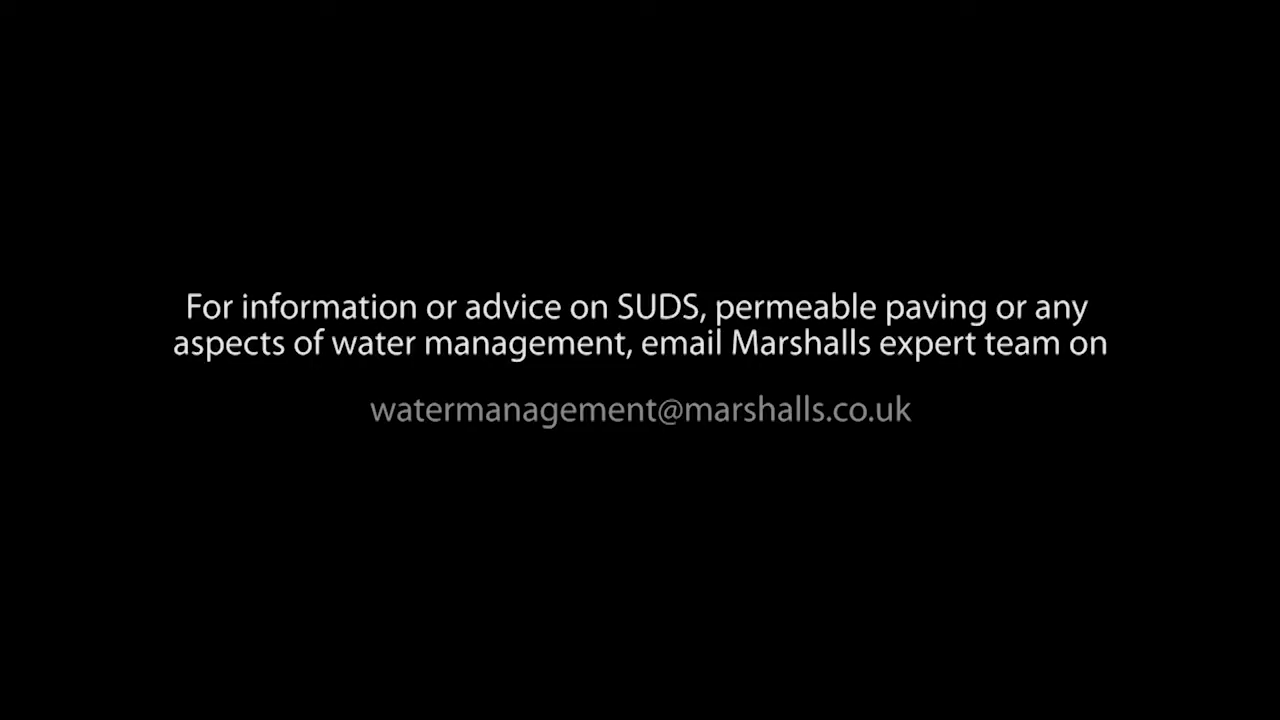 For information or advice on SUDS, permeable paving or any
aspects of water management, email Marshalls expert team on
watermanagement@marshalls.co.uk